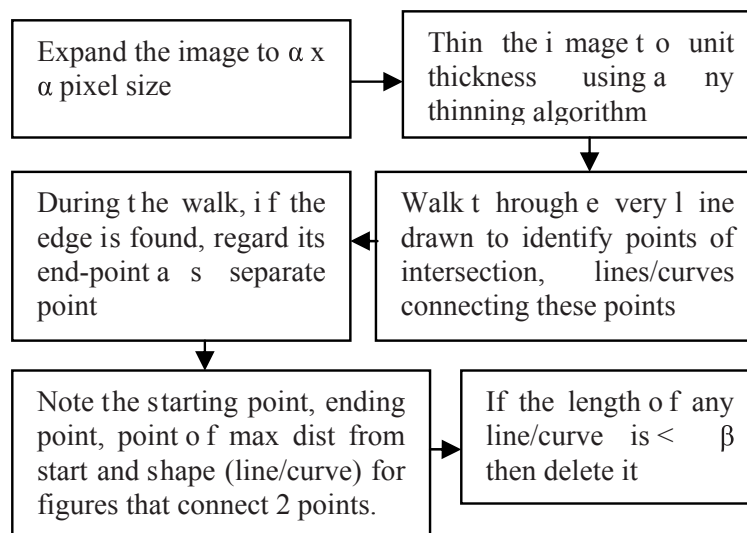 Expand the image to α x
α pixel size
Thin the i mage t o unit
thickness using a ny
thinning algorithm
Walk t hrough e very l ine
drawn to identify points of
intersection, lines/curves
connecting these points
During t he walk, i f the
edge is found, regard its
end-point a s separate
point
Note the starting point, ending
point, point o f max dist from
start and shape (line/curve) for
figures that connect 2 points.
If the length o f any
line/curve is < β
then delete it